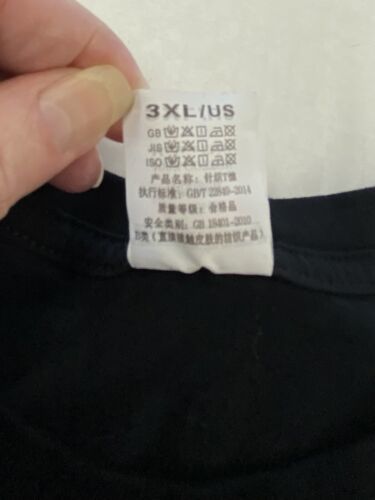 3XL/US
GB
JIS
ISO
产品名称：针织T恤
执行标准：GB/T 22849-2014
质量等级：合格品
安全类别：GB 18401-2010
B类（直接接触皮肤的纺织产品）